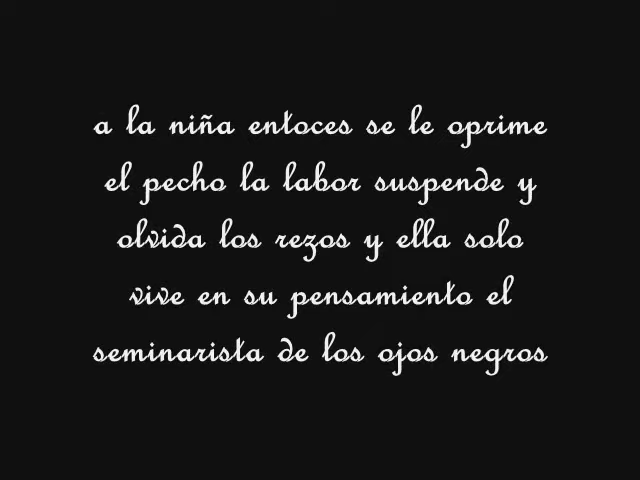 a la niña entoces se le oprime
el pecho la labor suspende y
olvida los rezos y ella solo
vive en su pensamiento el
seminarista de los ojos negros